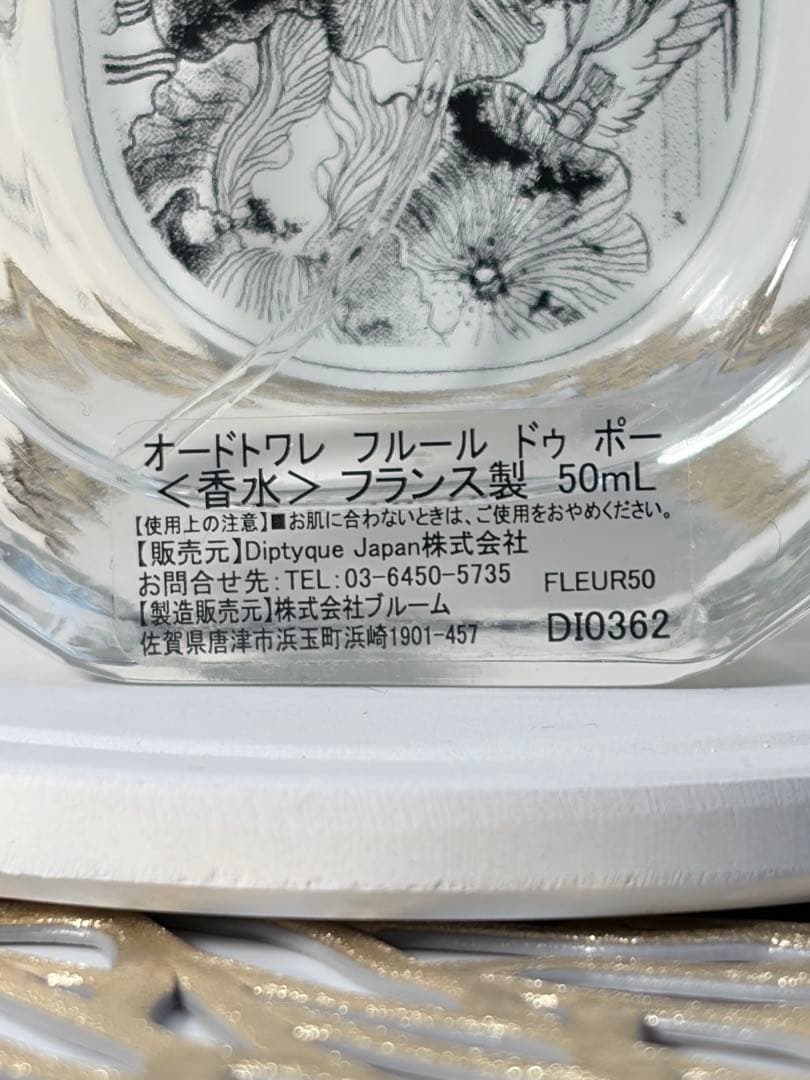 オードトワレ フルール ドゥ ポー
＜香水＞ フランス製 50mL
【使用上の注意】■お肌に合わないときは、ご使用をおやめください。
【販売元】Diptyque Japan株式会社
お問合せ先：TEL：03-6450-5735 FLEUR50
【製造販売元】株式会社ブルーム
佐賀県唐津市浜玉町浜崎1901-457 DI0362